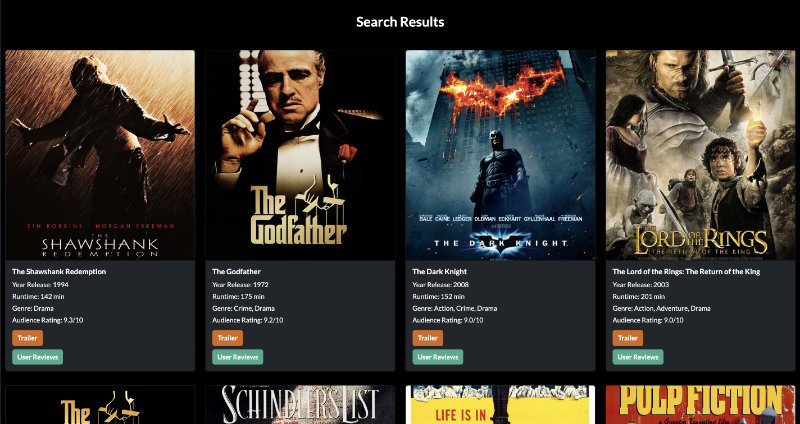 Search Results
TIM ROBBINS MORGAN FREEMAN
THE
SHAWSHANK
REDEMPTION
The Shawshank Redemption
Year Release: 1994
Runtime: 142 min
Genre: Drama
Audience Rating: 9.3/10
Trailer
User Reviews
The
Godfather
The Godfather
Year Release: 1972
Runtime: 175 min
Genre: Crime, Drama
Audience Rating: 9.2/10
Trailer
User Reviews
BALE CAINE LEDGER OLDMAN ECKHART GYLLENHAAL FREEMAN
THE DARK KNIGHT
The Dark Knight
Year Release: 2008
Runtime: 152 min
Genre: Action, Crime, Drama
Audience Rating: 9.0/10
Trailer
User Reviews
THE
LORD OF THE RINGS
THE RETURN OF THE KING
The Lord of the Rings: The Return of the King
Year Release: 2003
Runtime: 201 min
Genre: Action, Adventure, Drama
Audience Rating: 9.0/10
Trailer
User Reviews
The
SCHINDLER'S LIST
LIFE IS IN
PULP FICTION
a Quentin Tarantino film